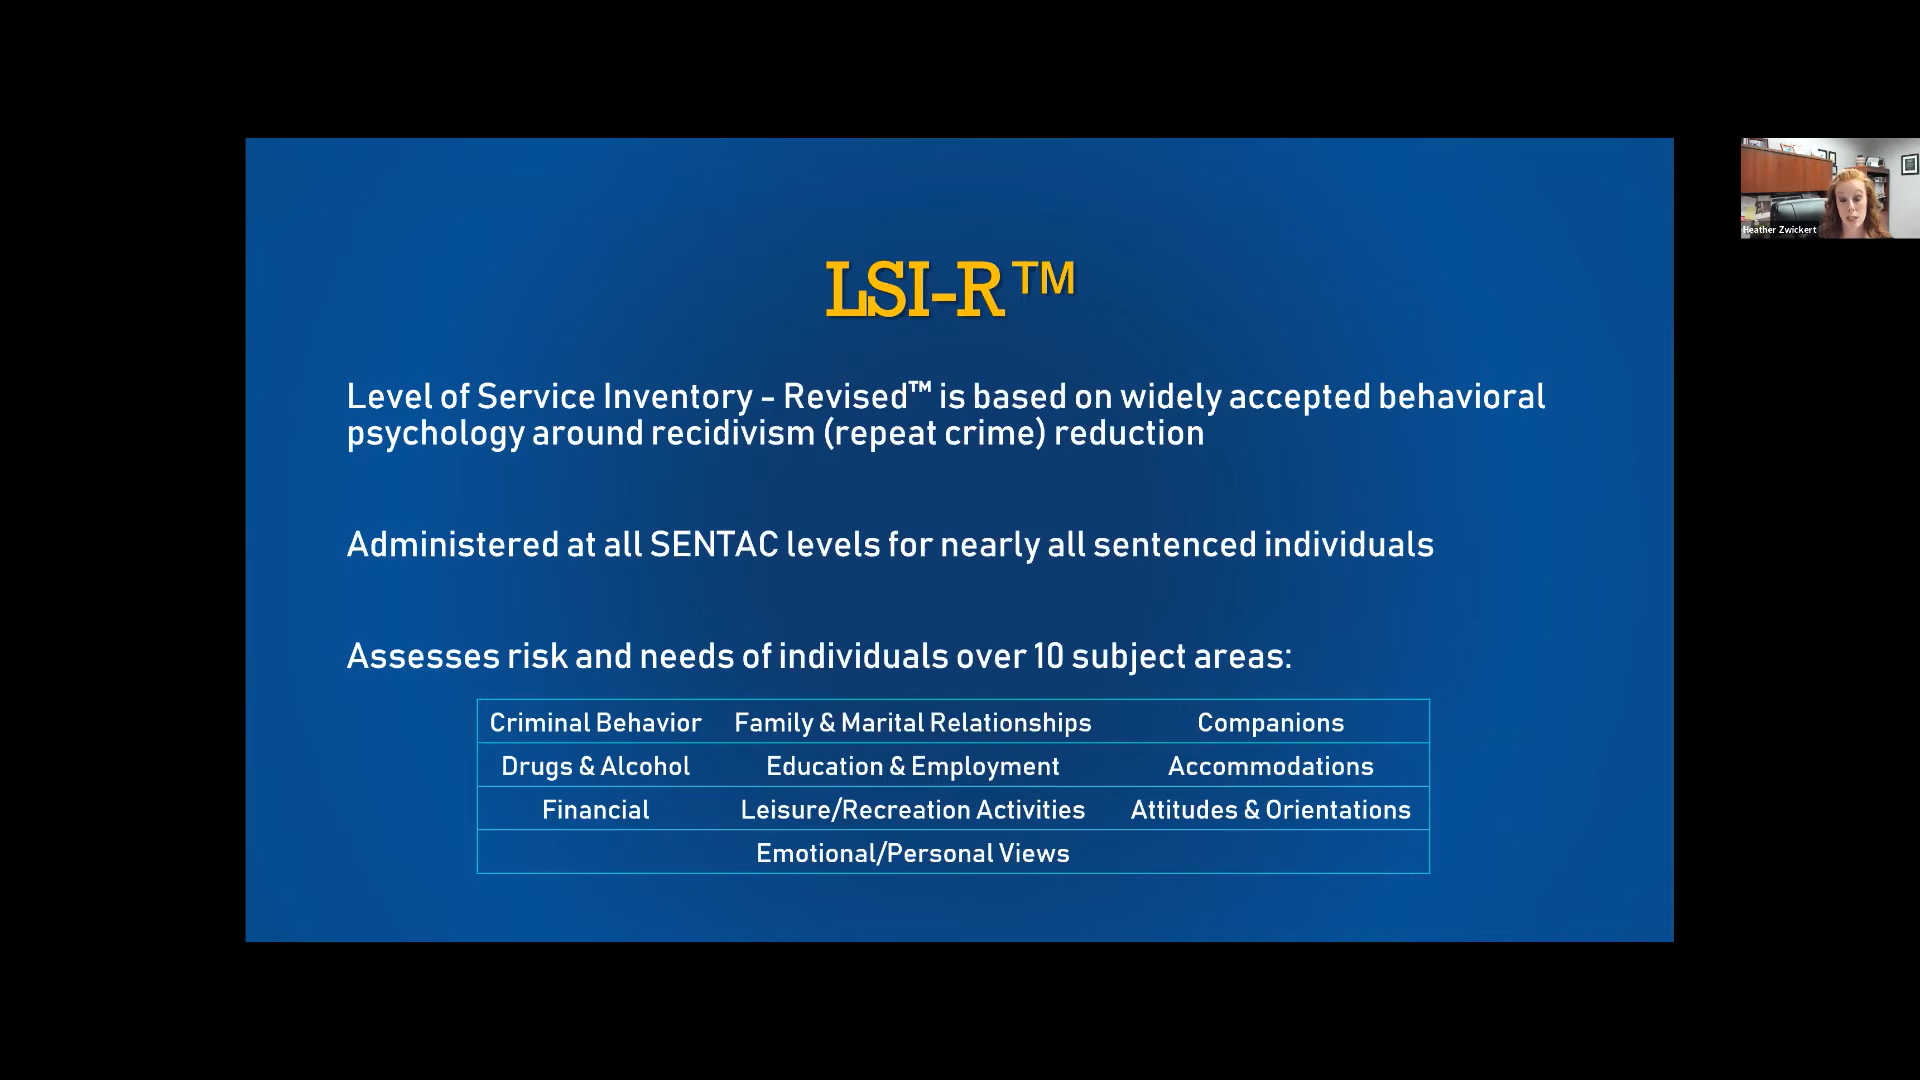 LSI-R™
Level of Service Inventory - Revised™ is based on widely accepted behavioral
psychology around recidivism (repeat crime) reduction
Administered at all SENTAC levels for nearly all sentenced individuals
Assesses risk and needs of individuals over 10 subject areas:
Criminal Behavior Family & Marital Relationships Companions
Drugs & Alcohol Education & Employment Accommodations
Financial Leisure/Recreation Activities Attitudes & Orientations
Emotional/Personal Views
Heather Zwickert